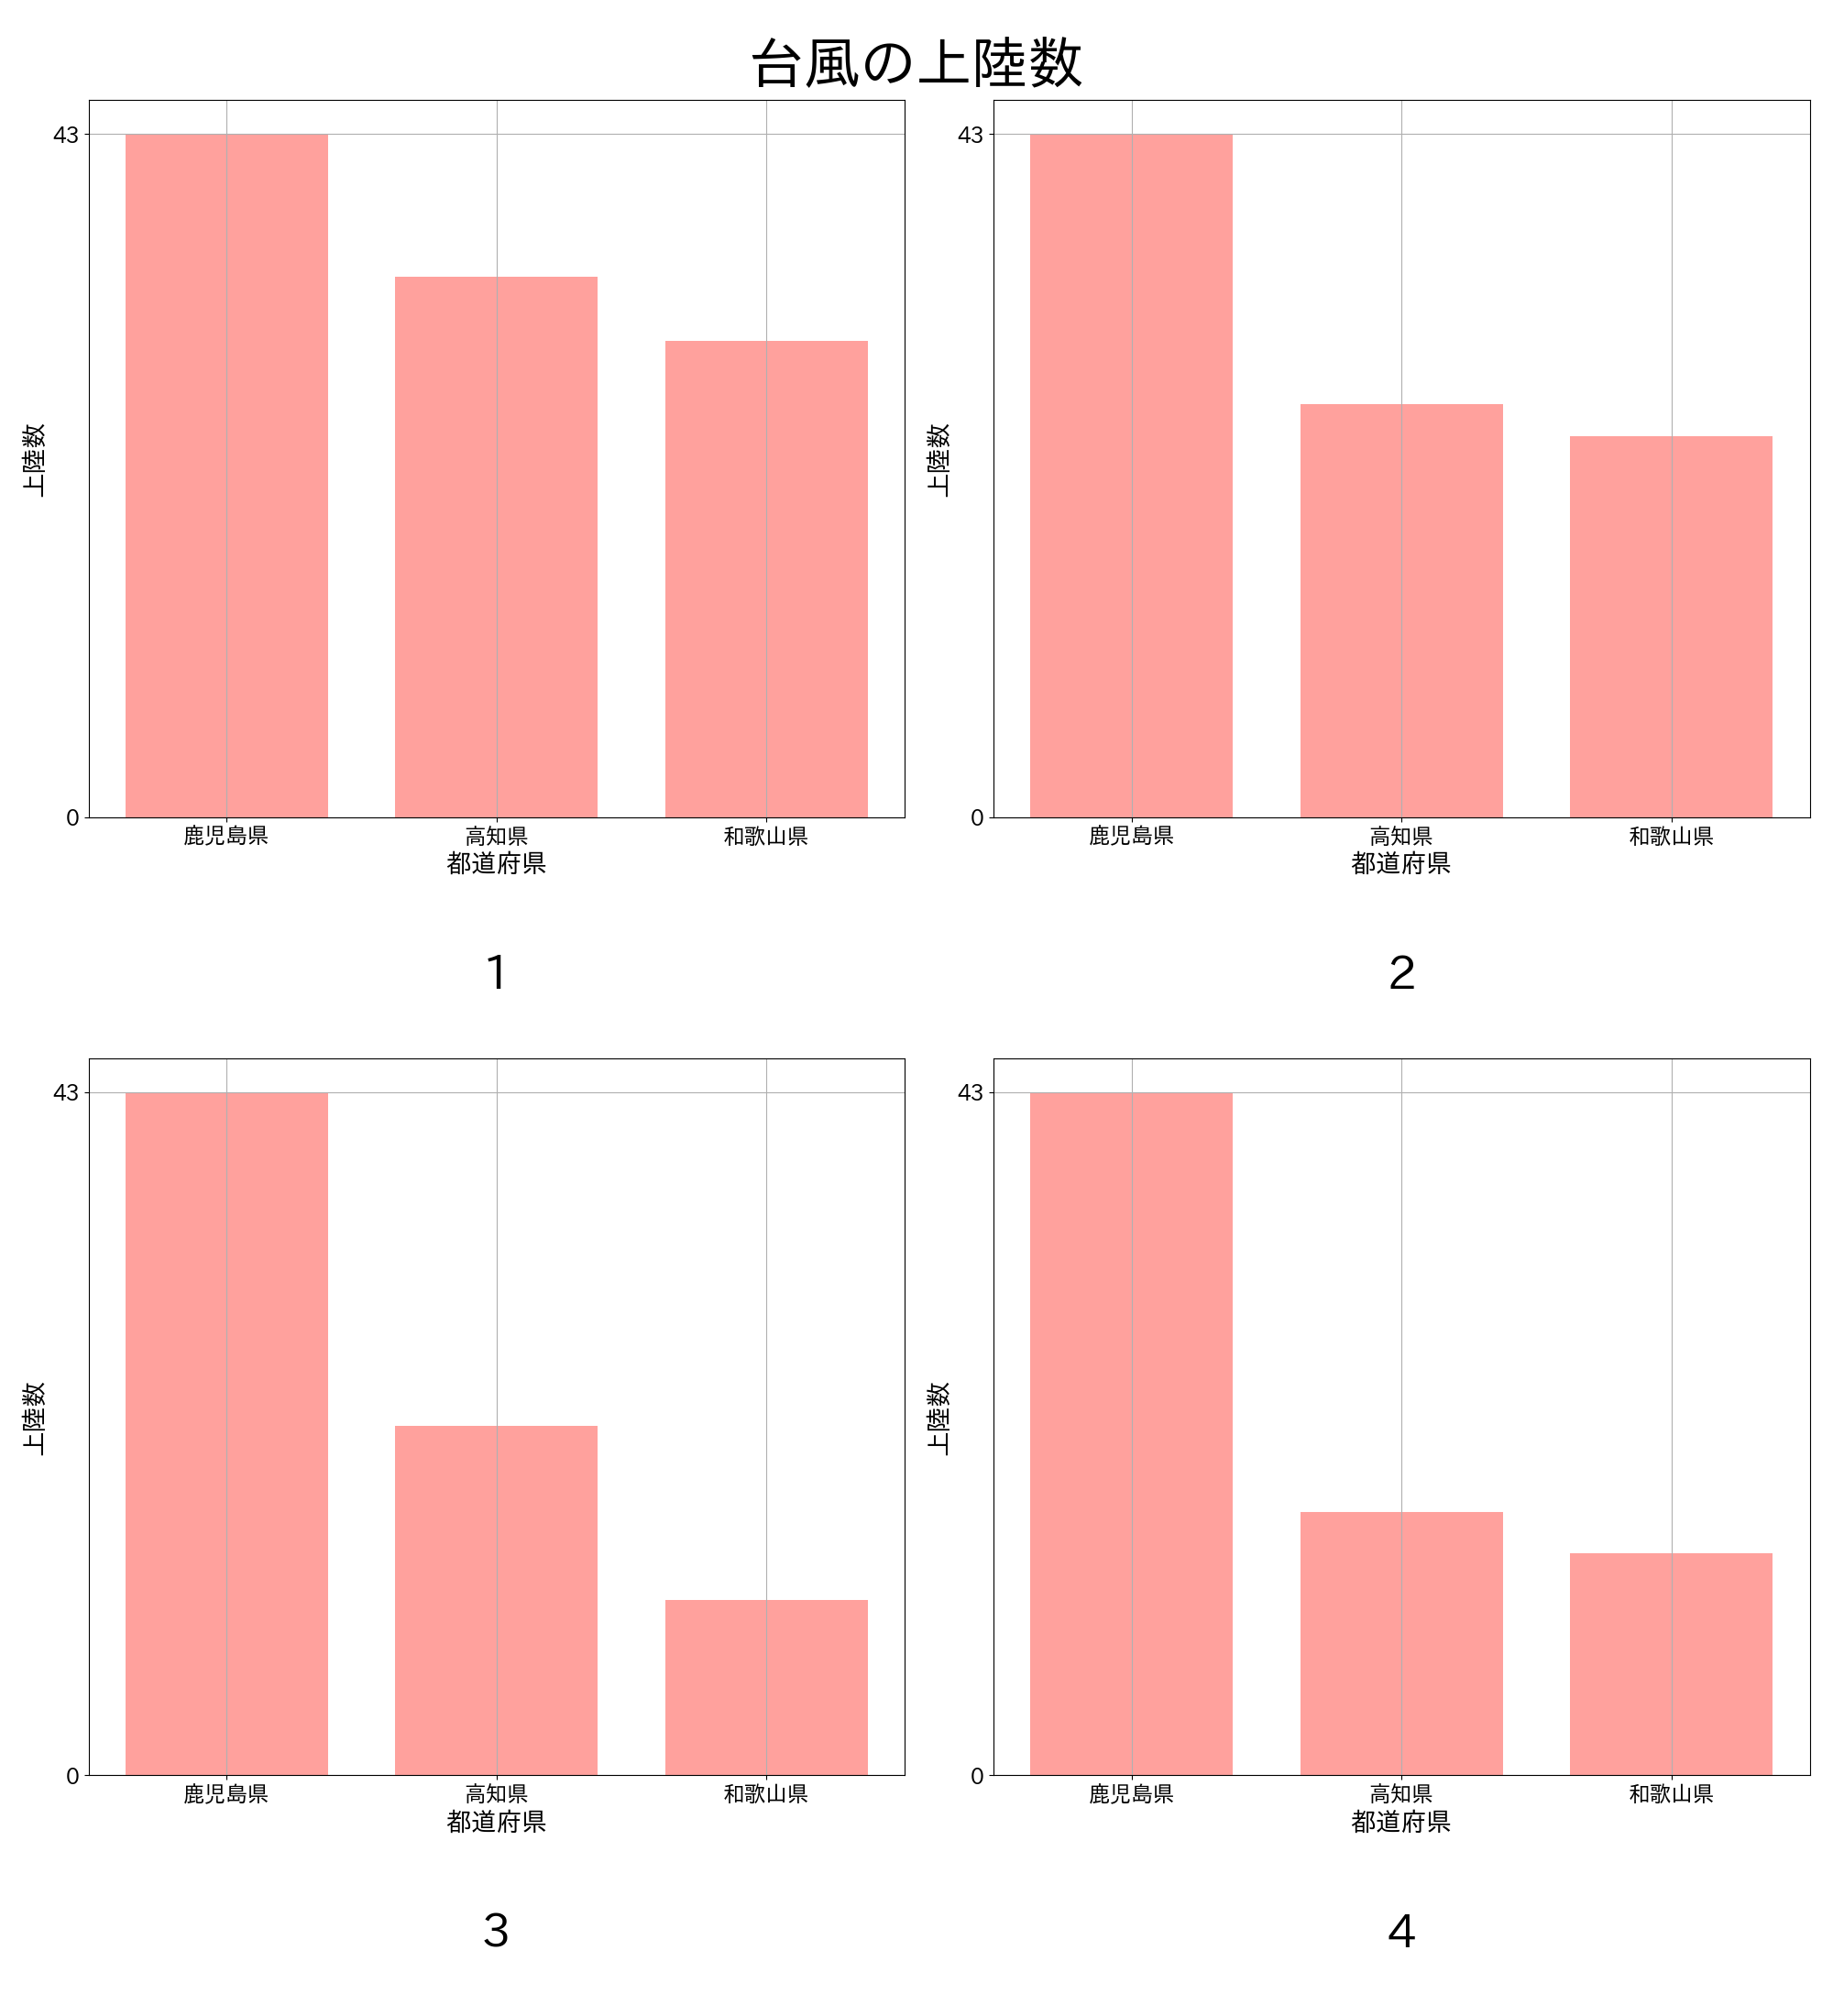 台風の上陸数
43
上陸数
0
鹿児島県 高知県 和歌山県
都道府県
1
43
上陸数
0
鹿児島県 高知県 和歌山県
都道府県
2
43
上陸数
0
鹿児島県 高知県 和歌山県
都道府県
3
43
上陸数
0
鹿児島県 高知県 和歌山県
都道府県
4